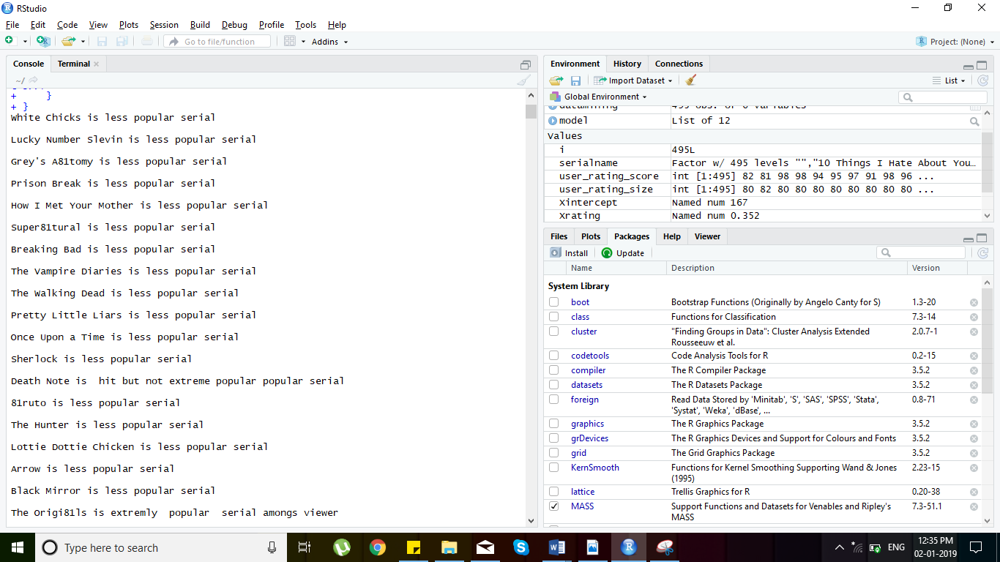 RStudio
File Edit Code View Plots Session Build Debug Profile Tools Help
Go to file/function Addins Project: (None)
Console Terminal
~/
+ }
+ }
White Chicks is less popular serial
Lucky Number Slevin is less popular serial
Grey's A81tomy is less popular serial
Prison Break is less popular serial
How I Met Your Mother is less popular serial
Super81tural is less popular serial
Breaking Bad is less popular serial
The Vampire Diaries is less popular serial
The Walking Dead is less popular serial
Pretty Little Liars is less popular serial
Once Upon a Time is less popular serial
Sherlock is less popular serial
Death Note is  hit but not extreme popular popular serial
81ruto is less popular serial
The Hunter is less popular serial
Lottie Dottie Chicken is less popular serial
Arrow is less popular serial
Black Mirror is less popular serial
The Origi81ls is extremly  popular  serial amongs viewer
Environment History Connections
Import Dataset List
Global Environment
model List of 12
Values
i 495L
serialname Factor w/ 495 levels "","10 Things I Hate About You…
user_rating_score int [1:495] 82 81 98 98 94 95 97 91 98 96 ...
user_rating_size int [1:495] 80 82 80 80 80 80 80 80 80 80 ...
Xintercept Named num 167
Xrating Named num 0.352
Files Plots Packages Help Viewer
Install Update
Name Description Version
System Library
boot Bootstrap Functions (Originally by Angelo Canty for S) 1.3-20
class Functions for Classification 7.3-14
cluster "Finding Groups in Data": Cluster Analysis Extended 2.0.7-1
Rousseeuw et al.
codetools Code Analysis Tools for R 0.2-15
compiler The R Compiler Package 3.5.2
datasets The R Datasets Package 3.5.2
foreign Read Data Stored by 'Minitab', 'S', 'SAS', 'SPSS', 'Stata', 0.8-71
'Systat', 'Weka', 'dBase', ...
graphics The R Graphics Package 3.5.2
grDevices The R Graphics Devices and Support for Colours and Fonts 3.5.2
grid The Grid Graphics Package 3.5.2
KernSmooth Functions for Kernel Smoothing Supporting Wand & Jones 2.23-15
(1995)
lattice Trellis Graphics for R 0.20-38
MASS Support Functions and Datasets for Venables and Ripley's 7.3-51.1
MASS
Type here to search
ENG 12:35 PM
02-01-2019